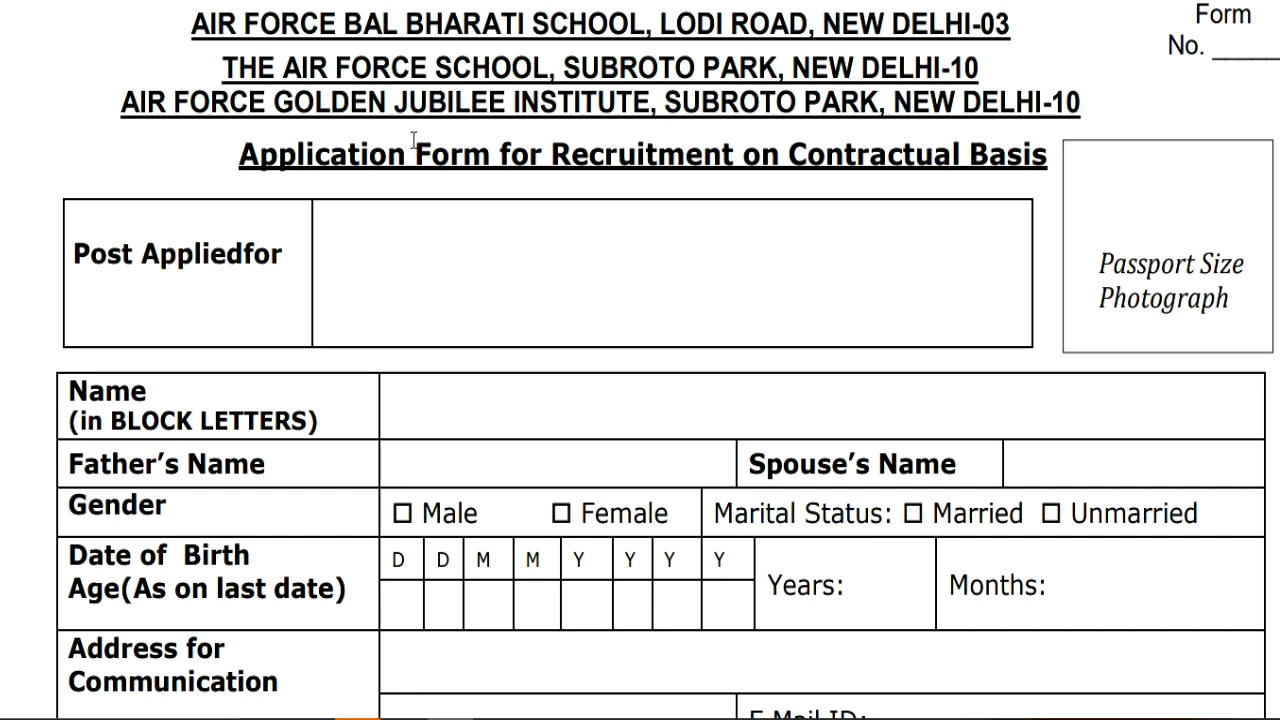 AIR FORCE BAL BHARATI SCHOOL, LODI ROAD, NEW DELHI-03
Form
No. ______
THE AIR FORCE SCHOOL, SUBROTO PARK, NEW DELHI-10
AIR FORCE GOLDEN JUBILEE INSTITUTE, SUBROTO PARK, NEW DELHI-10
Application Form for Recruitment on Contractual Basis
Post Appliedfor
Passport Size
Photograph
Name
(in BLOCK LETTERS)
Father’s Name
Spouse’s Name
Gender
☐ Male ☐ Female
Marital Status: ☐ Married ☐ Unmarried
Date of Birth
Age(As on last date)
D D M M Y Y Y Y
Years:
Months:
Address for
Communication
E-Mail ID: